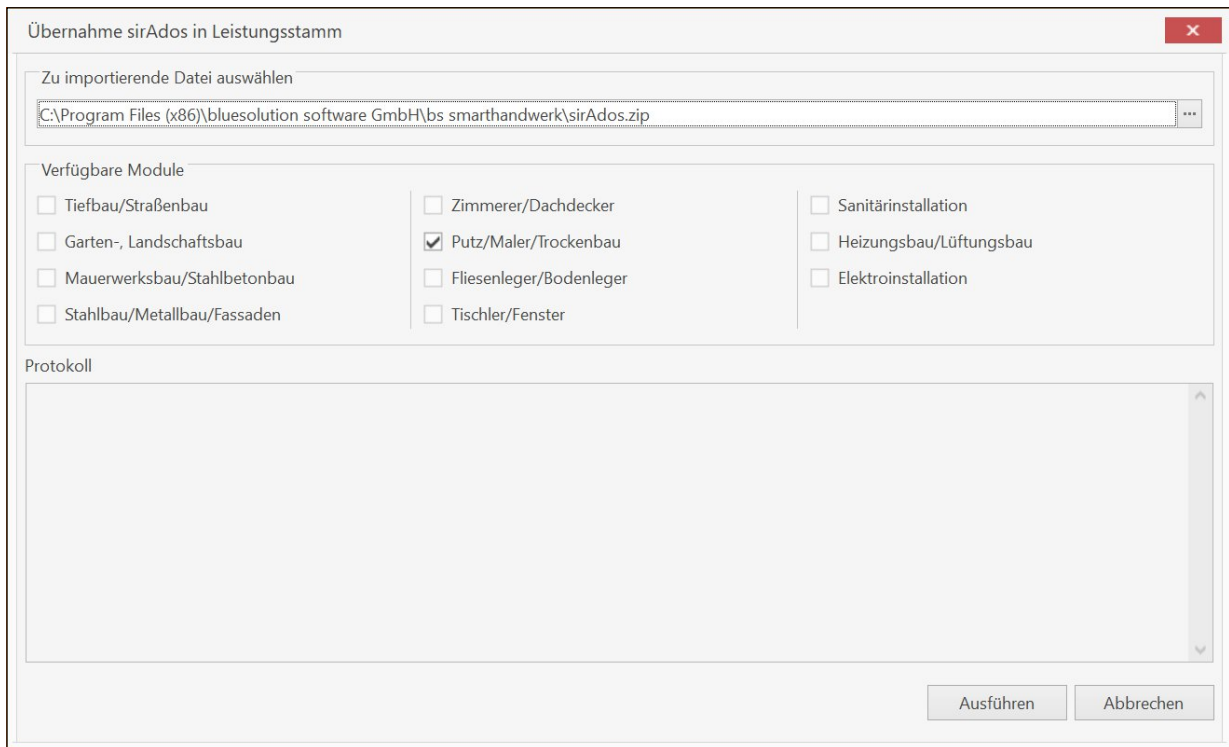 Übernahme sirAdos in Leistungsstamm
Zu importierende Datei auswählen
C:\Program Files (x86)\bluesolution software GmbH\bs smarthandwerk\sirAdos.zip
...
Verfügbare Module
Tiefbau/Straßenbau
Garten-, Landschaftsbau
Mauerwerksbau/Stahlbetonbau
Stahlbau/Metallbau/Fassaden
Zimmerer/Dachdecker
Putz/Maler/Trockenbau
Fliesenleger/Bodenleger
Tischler/Fenster
Sanitärinstallation
Heizungsbau/Lüftungsbau
Elektroinstallation
Protokoll
Ausführen
Abbrechen